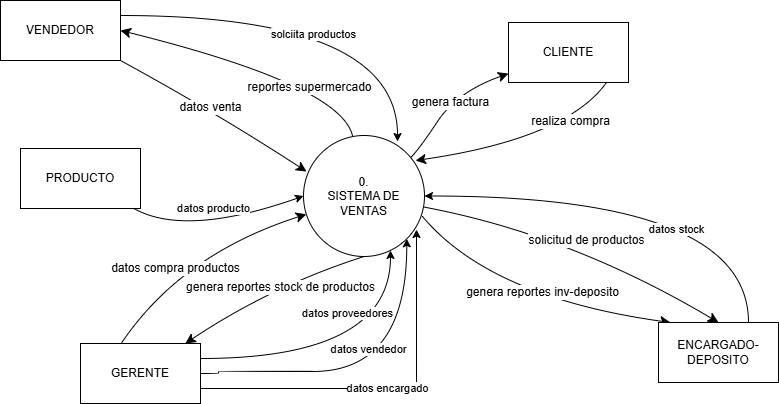 VENDEDOR
solciita productos
CLIENTE
reportes supermercado
genera factura
datos venta
realiza compra
PRODUCTO
0.
SISTEMA DE
VENTAS
datos producto
datos stock
solicitud de productos
datos compra productos
genera reportes stock de productos
genera reportes inv-deposito
datos proveedores
ENCARGADO-
DEPOSITO
datos vendedor
GERENTE
datos encargado